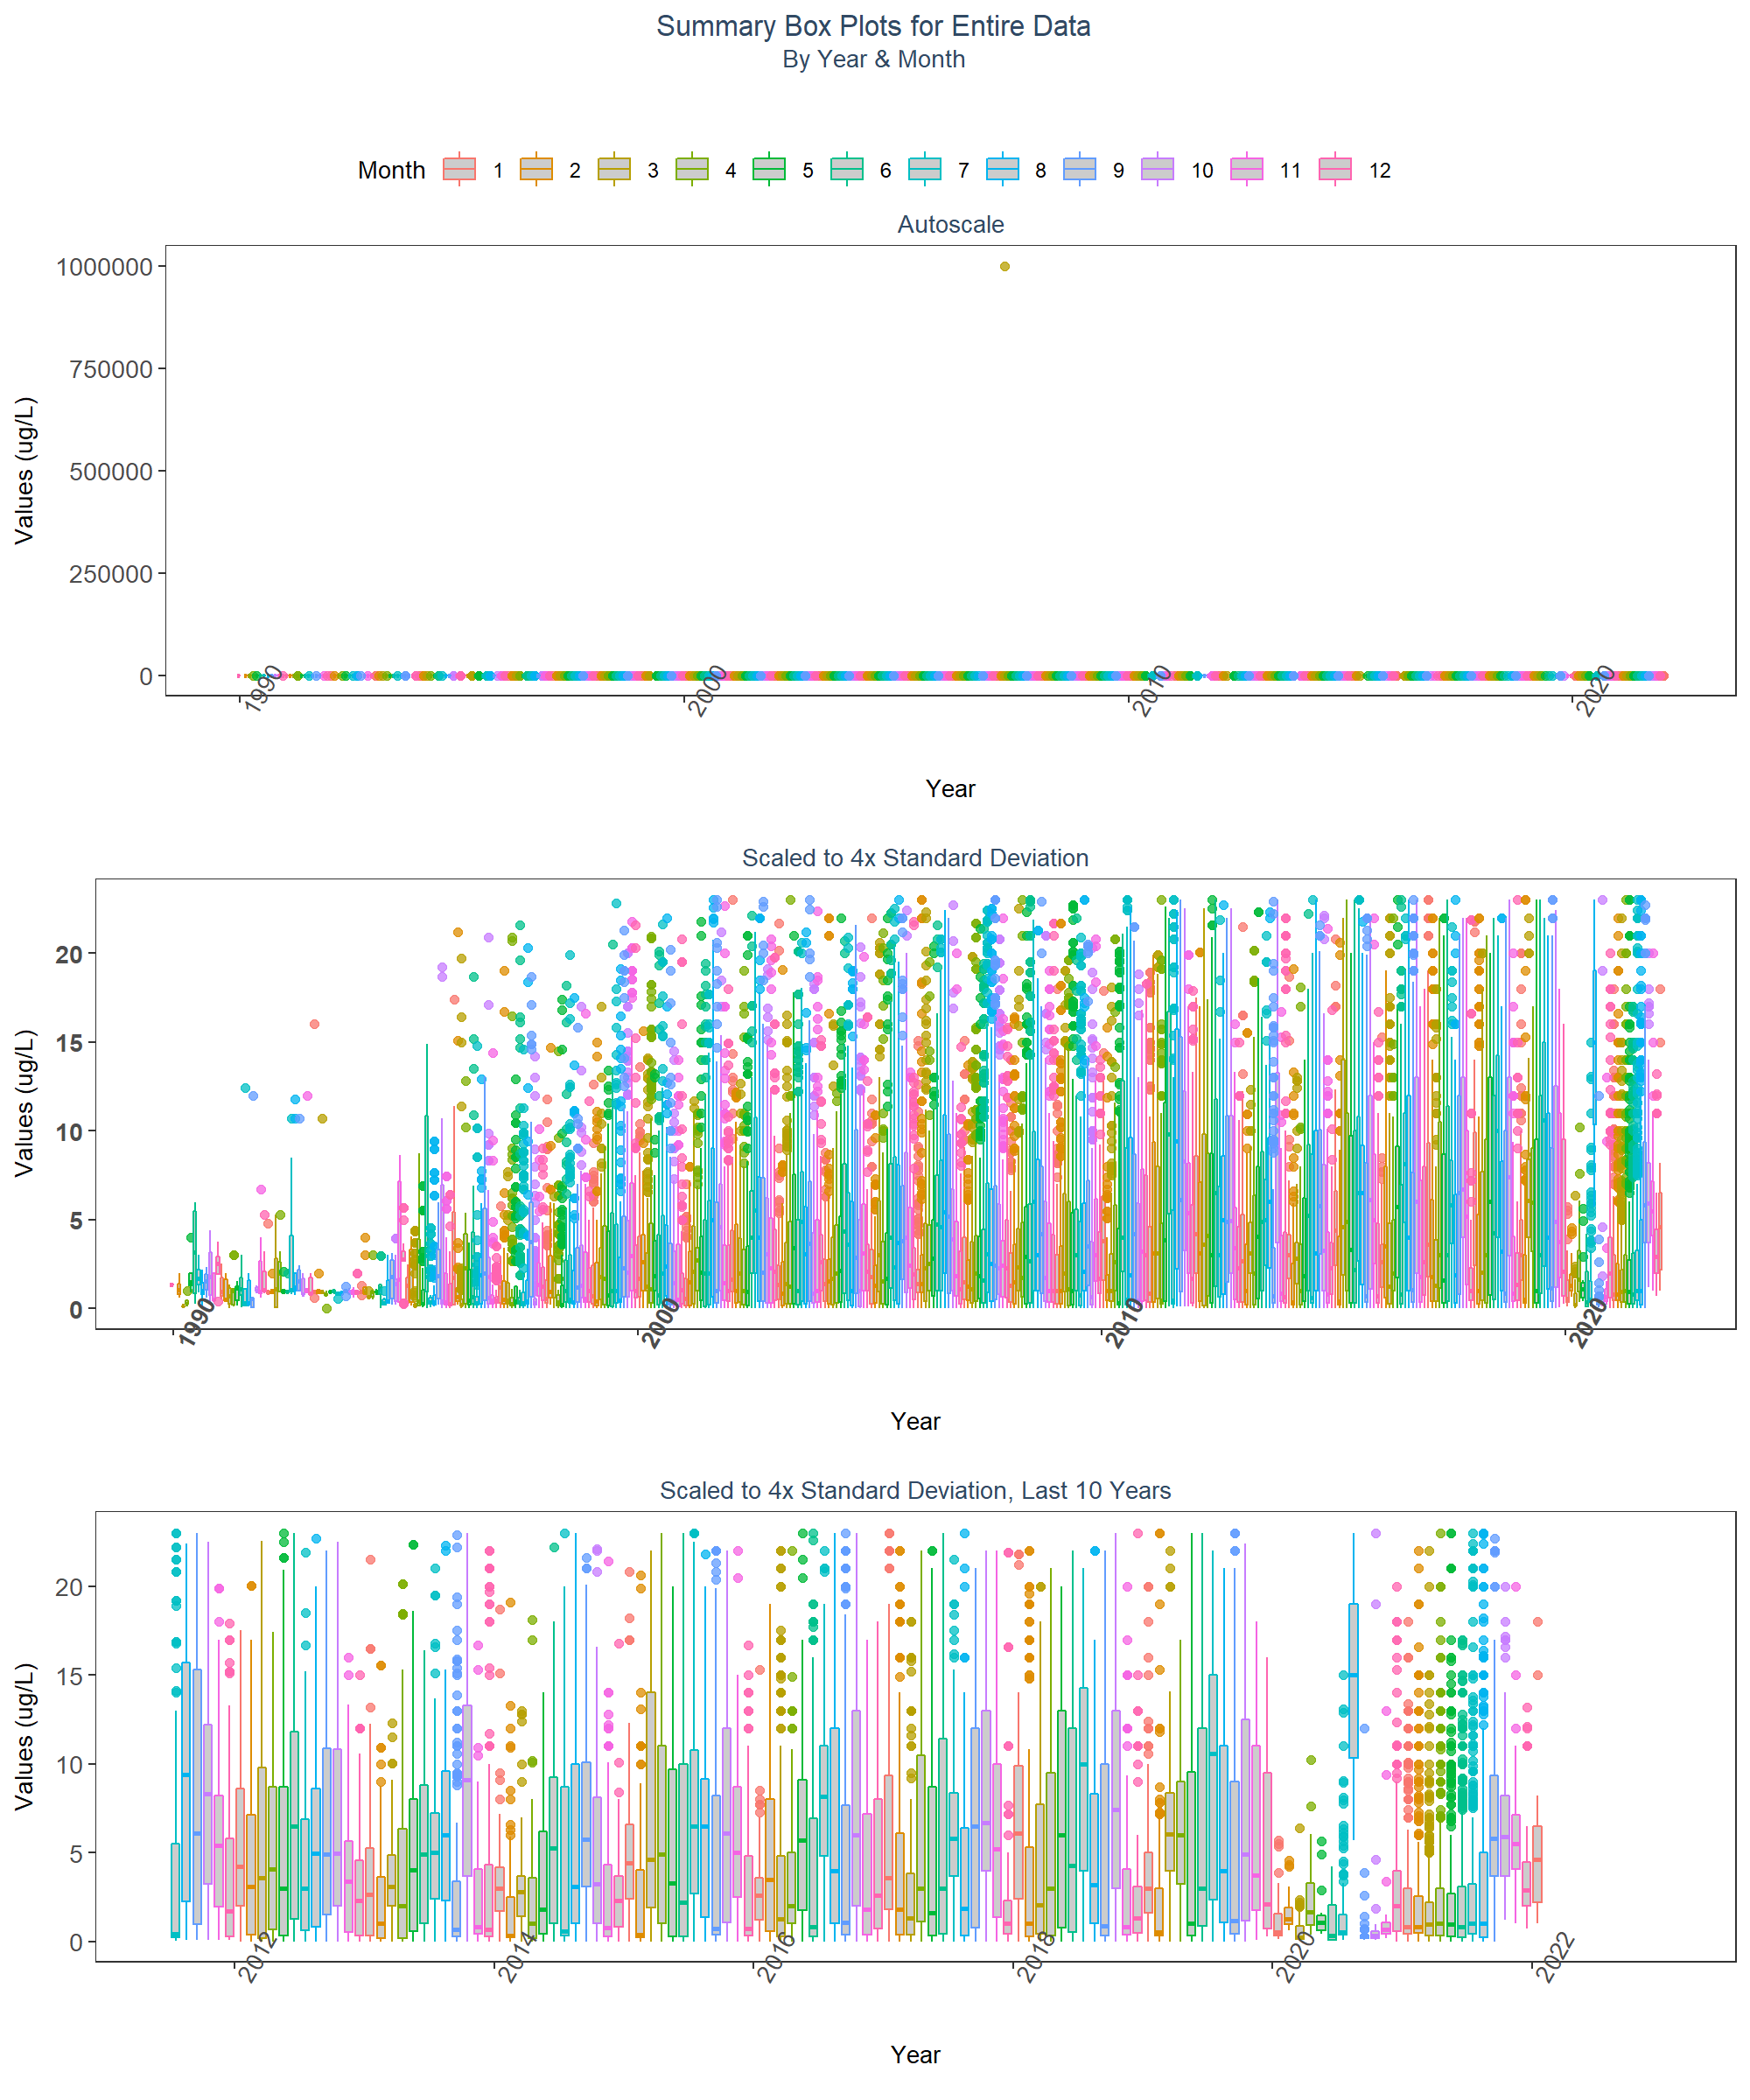 Summary Box Plots for Entire Data
By Year & Month
Month 1 2 3 4 5 6 7 8 9 10 11 12
Autoscale
Values (ug/L)
1000000
750000
500000
250000
0
1990 2000 2010 2020
Year
Scaled to 4x Standard Deviation
Values (ug/L)
20
15
10
5
0
1990 2000 2010 2020
Year
Scaled to 4x Standard Deviation, Last 10 Years
Values (ug/L)
20
15
10
5
0
2012 2014 2016 2018 2020 2022
Year